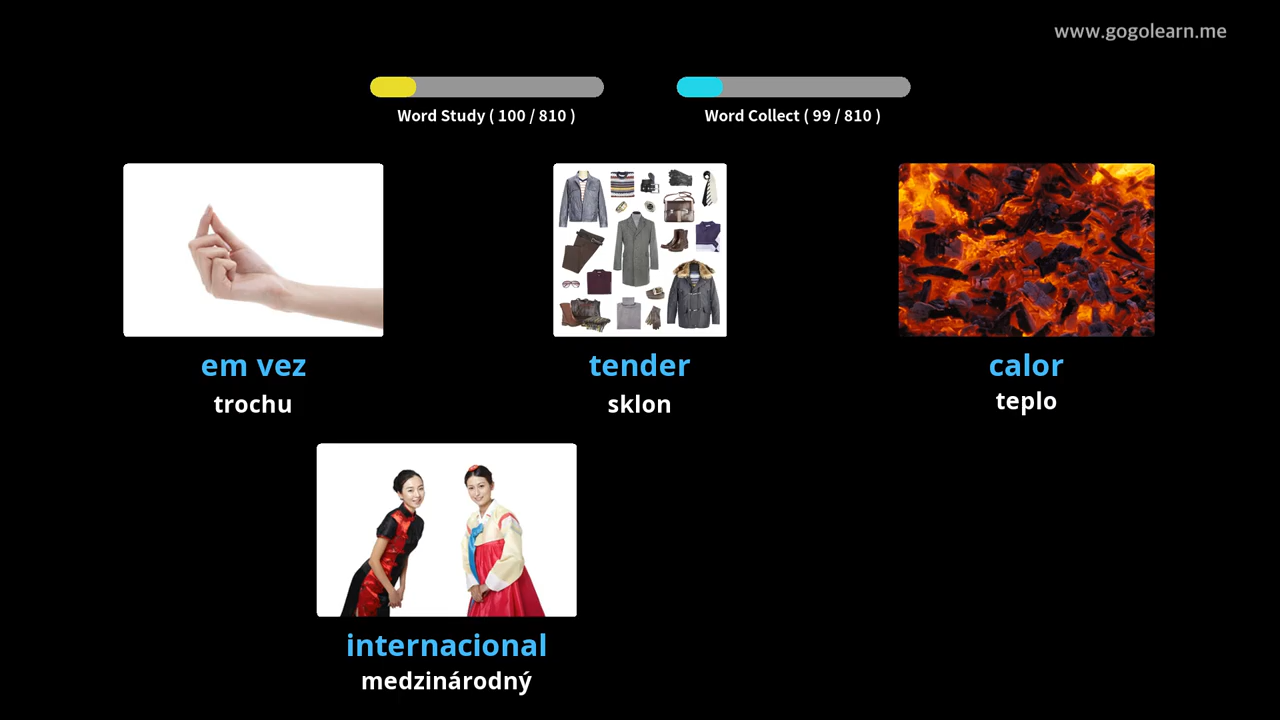 www.gogolearn.me
Word Study ( 100 / 810 )
Word Collect ( 99 / 810 )
em vez
trochu
tender
sklon
calor
teplo
internacional
medzinárodný